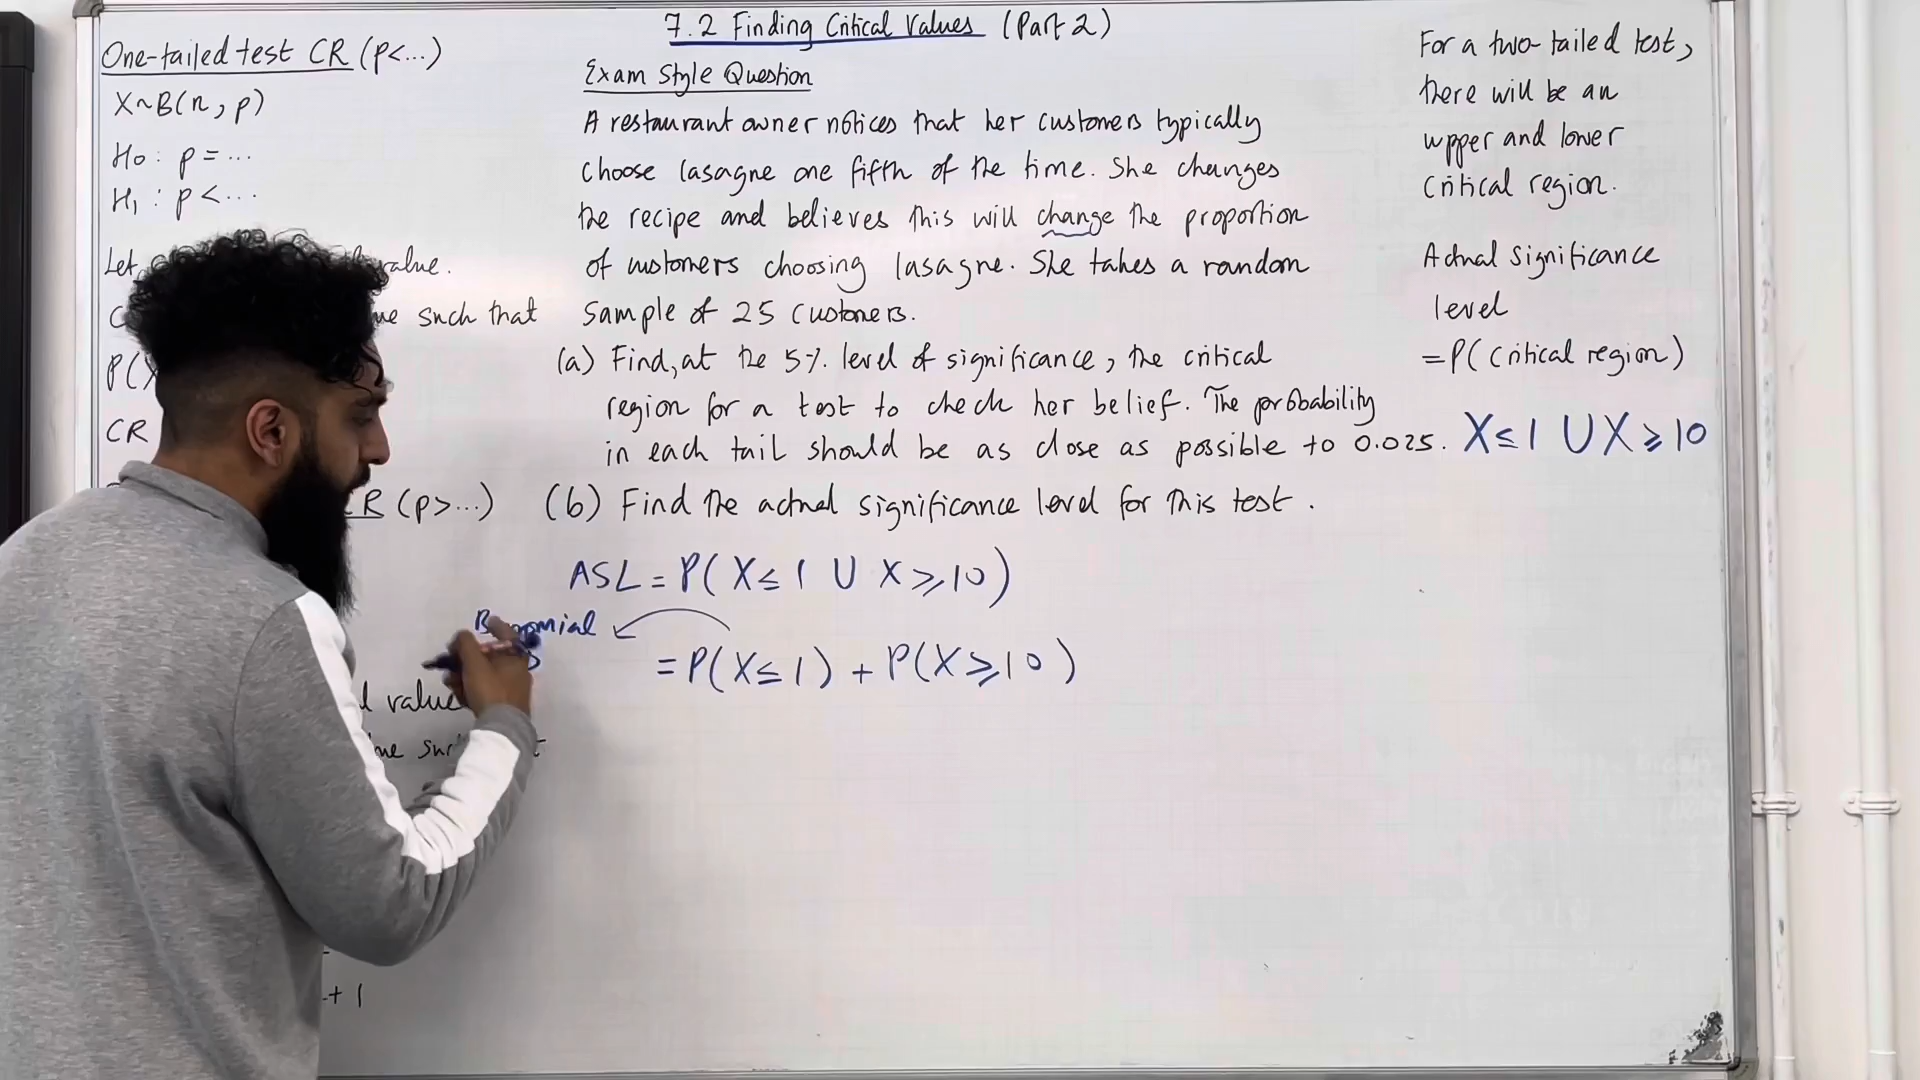 7.2 Finding Critical Values (Part 2)
One-tailed test CR (p<...)
X~B(n, p)
H₀ : p = ...
H₁ : p < ...
Let value.
such that
P(X
CR
CR (p>...)
value
+ 1
Exam Style Question
A restaurant owner notices that her customers typically
choose lasagne one fifth of the time. She changes
the recipe and believes this will change the proportion
of customers choosing lasagne. She takes a random
sample of 25 customers.
(a) Find, at the 5% level of significance, the critical
region for a test to check her belief. The probability
in each tail should be as close as possible to 0.025. X≤1 ∪ X≥10
(b) Find the actual significance level for this test.
ASL = P(X≤1 ∪ X≥10)
Binomial
= P(X≤1) + P(X≥10)
For a two-tailed test,
there will be an
upper and lower
critical region.
Actual significance
level
= P(critical region)